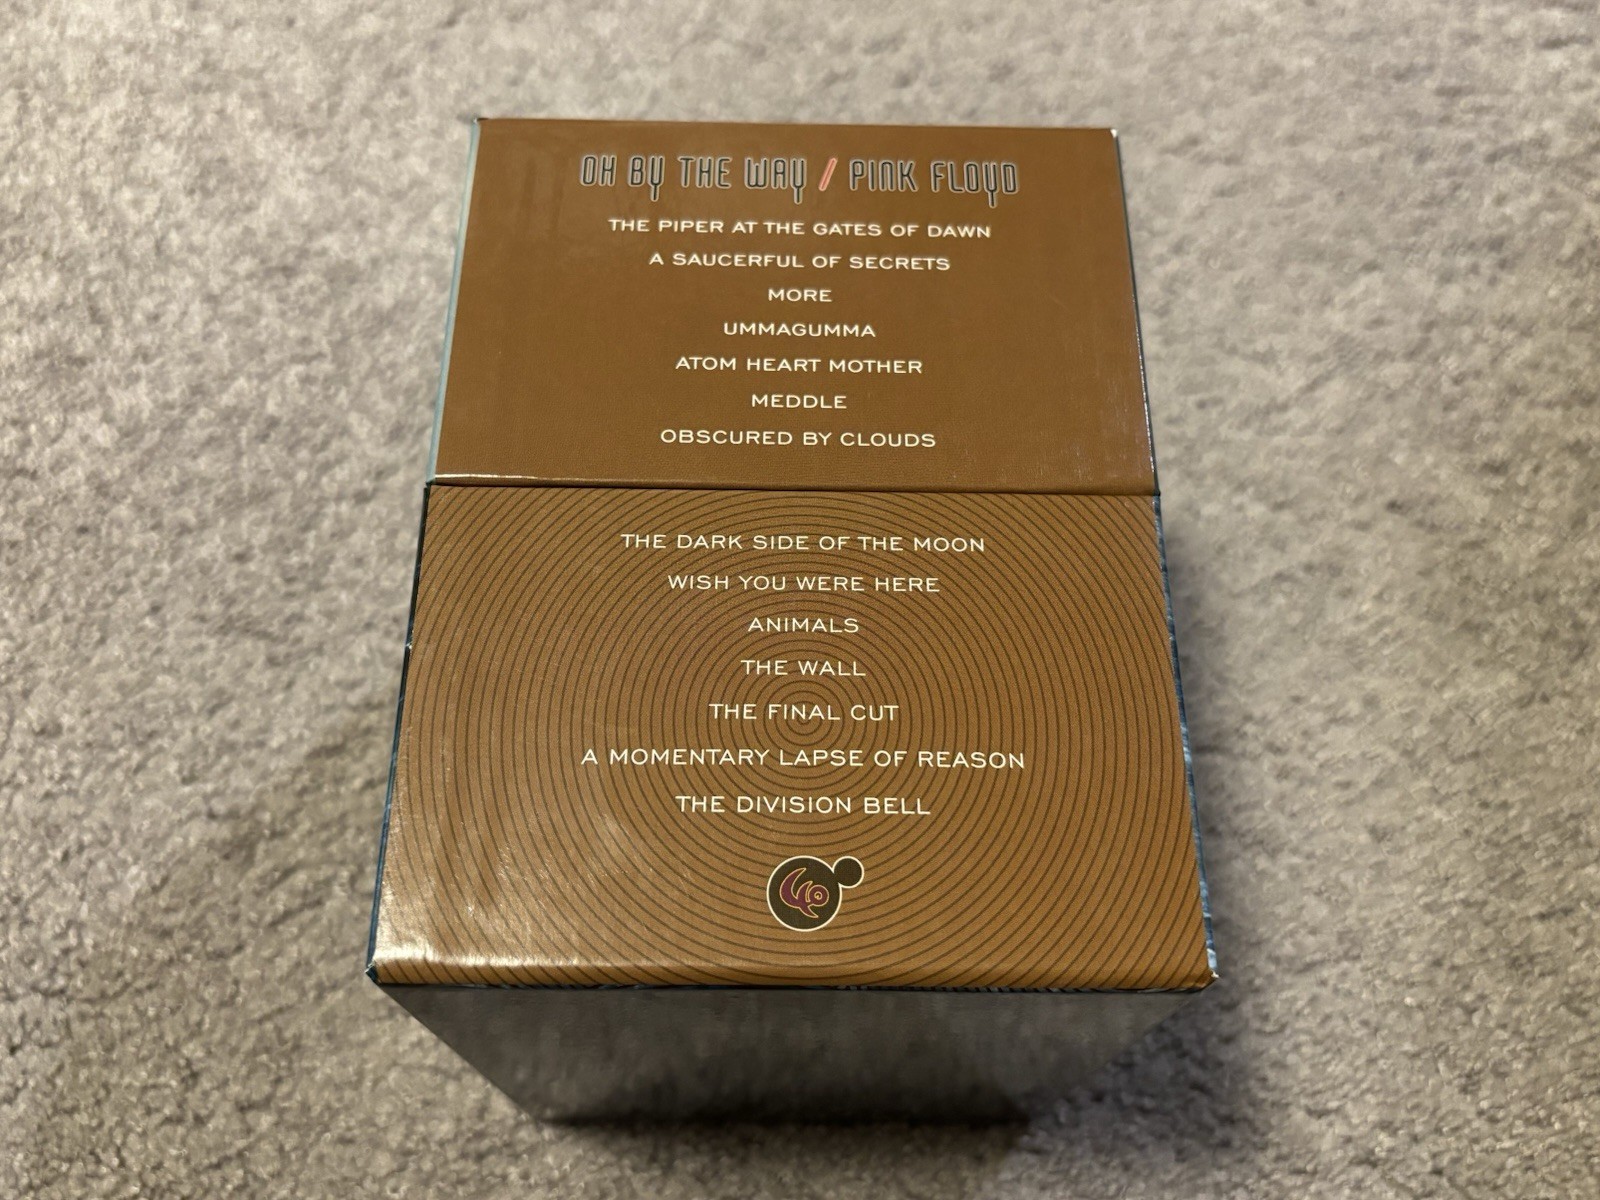 OH BY THE WAY / PINK FLOYD
THE PIPER AT THE GATES OF DAWN
A SAUCERFUL OF SECRETS
MORE
UMMAGUMMA
ATOM HEART MOTHER
MEDDLE
OBSCURED BY CLOUDS
THE DARK SIDE OF THE MOON
WISH YOU WERE HERE
ANIMALS
THE WALL
THE FINAL CUT
A MOMENTARY LAPSE OF REASON
THE DIVISION BELL